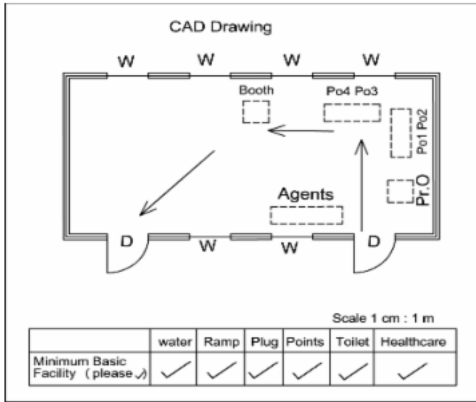 CAD Drawing
W W W W
Booth Po4 Po3
Po1 Po2
Pr.O
Agents
D W W D
Scale 1 cm : 1 m
water Ramp Plug Points Toilet Healthcare
Minimum Basic
Facility ( please ✓)
✓ ✓ ✓ ✓ ✓ ✓